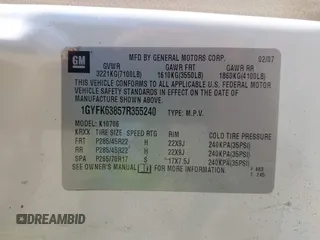 GM
MFD BY GENERAL MOTORS CORP. 02/07
GVWR GAWR FRT GAWR RR
3221KG(7100LB) 1610KG(3550LB) 1860KG(4100LB)
THIS VEHICLE CONFORMS TO ALL APPLICABLE U.S. FEDERAL MOTOR
VEHICLE SAFETY STANDARDS IN EFFECT ON THE DATE OF
MANUFACTURE SHOWN ABOVE.
1GYFK63857R355240 TYPE: M.P.V.
MODEL: K10706
TIRE SIZE SPEED RTG RIM COLD TIRE PRESSURE
FRT P285/45R22 H 22X9J 240KPA(35PSI)
RR P285/45R22 H 22X9J 240KPA(35PSI)
SPA P265/70R17 S 17X7.5J 240KPA(35PSI)
SEE OWNER'S MANUAL FOR MORE INFORMATION.
DREAMBID